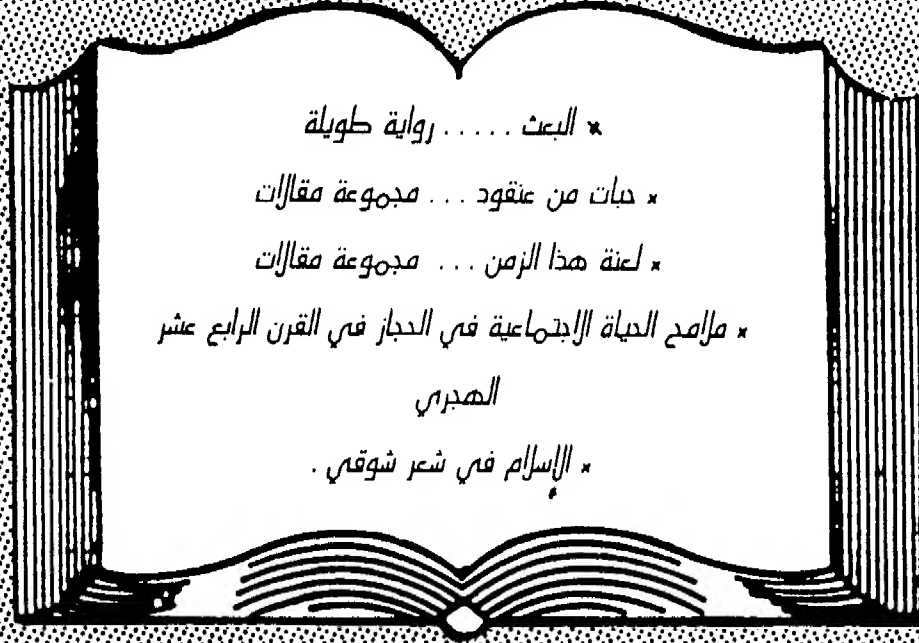 * البعث ..... رواية طويلة
* حبات من عنقود ... مجموعة مقالات
* لعنة هذا الزمن ... مجموعة مقالات
* ملامح الحياة الاجتماعية في الحجاز في القرن الرابع عشر
الهجري
* الإسلام في شعر شوقي .